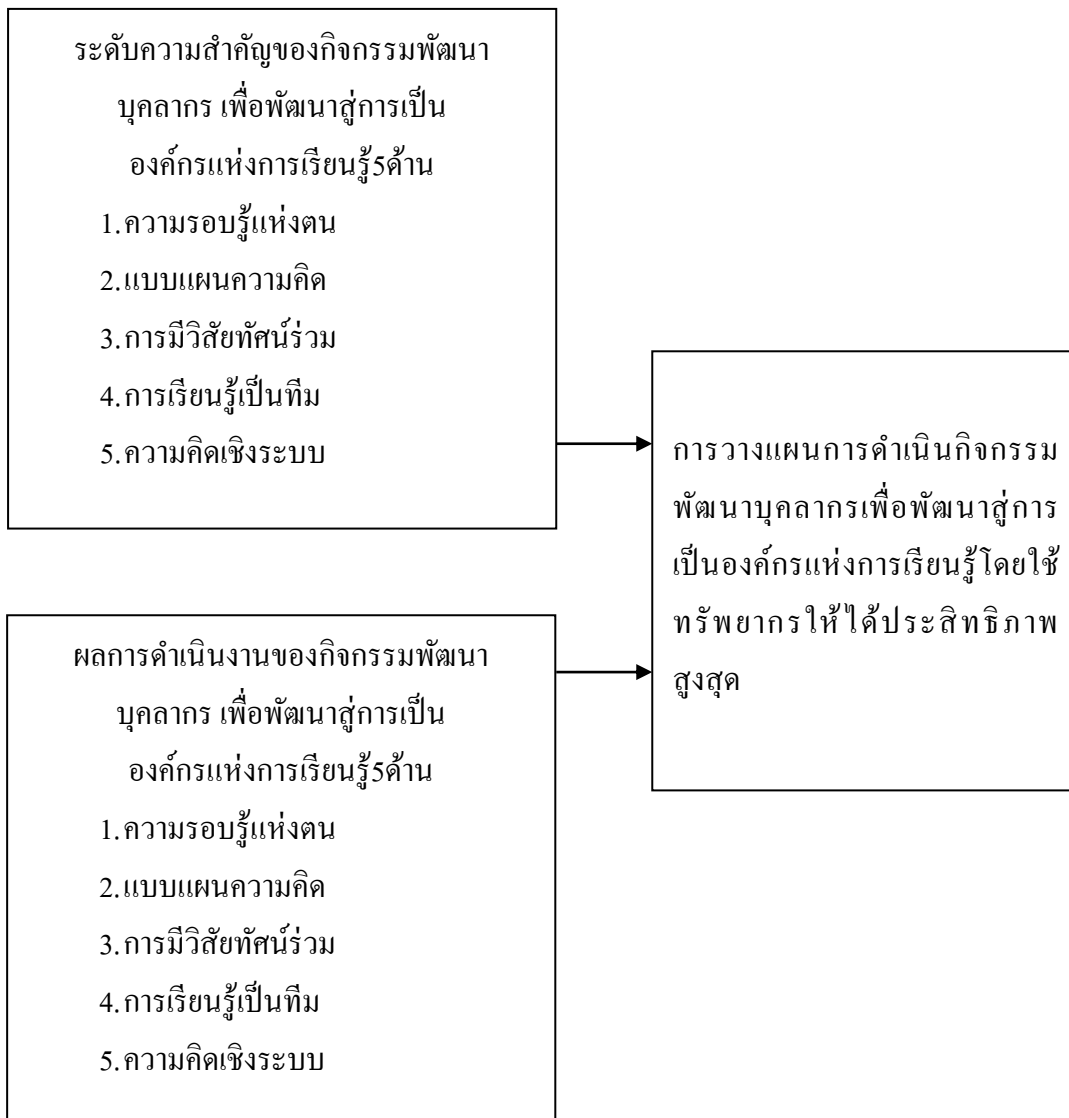 ระดับความสำคัญของกิจกรรมพัฒนา
บุคลากร เพื่อพัฒนาสู่การเป็น
องค์กรแห่งการเรียนรู้5ด้าน
1.ความรอบรู้แห่งตน
2.แบบแผนความคิด
3.การมีวิสัยทัศน์ร่วม
4.การเรียนรู้เป็นทีม
5.ความคิดเชิงระบบ
ผลการดำเนินงานของกิจกรรมพัฒนา
บุคลากร เพื่อพัฒนาสู่การเป็น
องค์กรแห่งการเรียนรู้5ด้าน
1.ความรอบรู้แห่งตน
2.แบบแผนความคิด
3.การมีวิสัยทัศน์ร่วม
4.การเรียนรู้เป็นทีม
5.ความคิดเชิงระบบ
การวางแผนการดำเนินกิจกรรม
พัฒนาบุคลากรเพื่อพัฒนาสู่การ
เป็นองค์กรแห่งการเรียนรู้โดยใช้
ทรัพยากรให้ได้ประสิทธิภาพ
สูงสุด